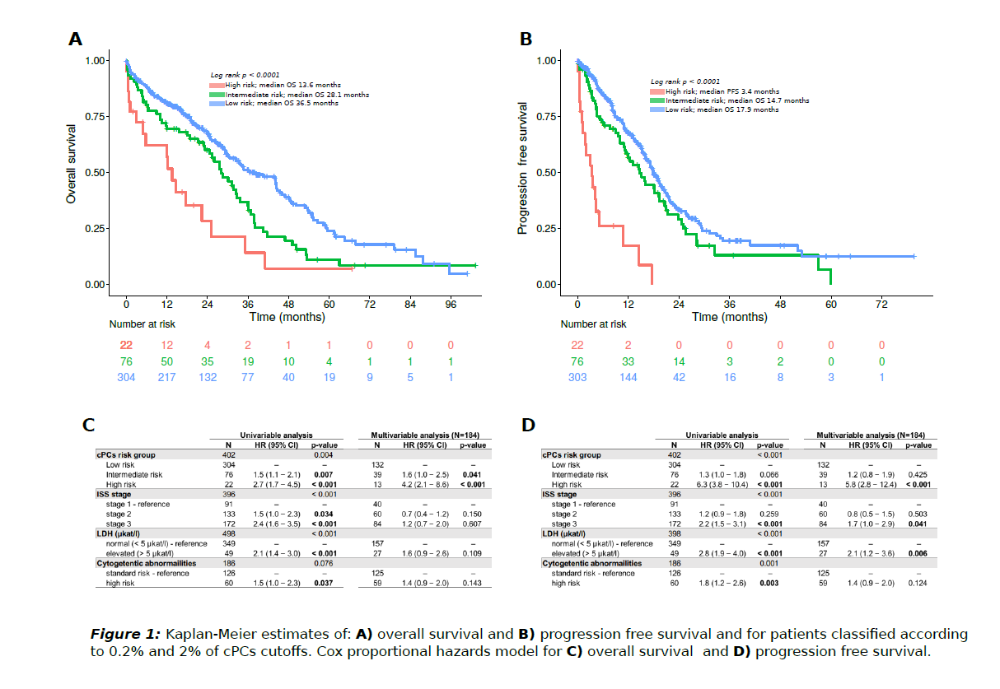 A
1.00
0.75
0.50
0.25
0.00
Overall survival
Log rank p < 0.0001
High risk; median OS 13.6 months
Intermediate risk; median OS 28.1 months
Low risk; median OS 36.5 months
0 12 24 36 48 60 72 84 96
Time (months)
Number at risk
22 12 4 2 1 1 0 0 0
76 50 35 19 10 4 1 1 1
304 217 132 77 40 19 9 5 1
B
1.00
0.75
0.50
0.25
0.00
Progression free survival
Log rank p < 0.0001
High risk; median PFS 3.4 months
Intermediate risk; median OS 14.7 months
Low risk; median OS 17.9 months
0 12 24 36 48 60 72
Time (months)
Number at risk
22 2 0 0 0 0 0
76 33 14 3 2 0 0
303 144 42 16 8 3 1
C
Univariable analysis Multivariable analysis (N=184)
N HR (95% CI) p-value N HR (95% CI) p-value
cPCs risk group 402 0.004
Low risk 304 – – 132 – –
Intermediate risk 76 1.5 (1.1 – 2.1) 0.007 39 1.6 (1.0 – 2.5) 0.041
High risk 22 2.7 (1.7 – 4.5) < 0.001 13 4.2 (2.1 – 8.6) < 0.001
ISS stage 396 < 0.001
stage 1 - reference 91 – – 40 – –
stage 2 133 1.5 (1.0 – 2.3) 0.034 60 0.7 (0.4 – 1.2) 0.150
stage 3 172 2.4 (1.6 – 3.5) < 0.001 84 1.2 (0.7 – 2.0) 0.607
LDH (µkat/l) 498 < 0.001
normal (< 5 µkat/l) - reference 349 – – 157 – –
elevated (> 5 µkat/l) 49 2.1 (1.4 – 3.0) < 0.001 27 1.6 (0.9 – 2.6) 0.109
Cytogetentic abnormailities 186 0.076
standard risk - reference 126 – – 125 – –
high risk 60 1.5 (1.0 – 2.3) 0.037 59 1.4 (0.9 – 2.0) 0.143
D
Univariable analysis Multivariable analysis (N=184)
N HR (95% CI) p-value N HR (95% CI) p-value
cPCs risk group 402 < 0.001
Low risk 304 – – 132 – –
Intermediate risk 76 1.3 (1.0 – 1.8) 0.066 39 1.2 (0.8 – 1.9) 0.425
High risk 22 6.3 (3.8 – 10.4) < 0.001 13 5.8 (2.8 – 12.4) < 0.001
ISS stage 396 < 0.001
stage 1 - reference 91 – – 40 – –
stage 2 133 1.2 (0.9 – 1.8) 0.259 60 0.8 (0.5 – 1.5) 0.503
stage 3 172 2.2 (1.5 – 3.1) < 0.001 84 1.7 (1.0 – 2.9) 0.041
LDH (µkat/l) 398 < 0.001
normal (< 5 µkat/l) - reference 349 – – 157 – –
elevated (> 5 µkat/l) 49 2.8 (1.9 – 4.0) < 0.001 27 2.1 (1.2 – 3.6) 0.006
Cytogetentic abnormailities 186 0.001
standard risk - reference 126 – – 125 – –
high risk 60 1.8 (1.2 – 2.6) 0.003 59 1.4 (0.9 – 2.0) 0.124
Figure 1: Kaplan-Meier estimates of: A) overall survival and B) progression free survival and for patients classified according
to 0.2% and 2% of cPCs cutoffs. Cox proportional hazards model for C) overall survival and D) progression free survival.